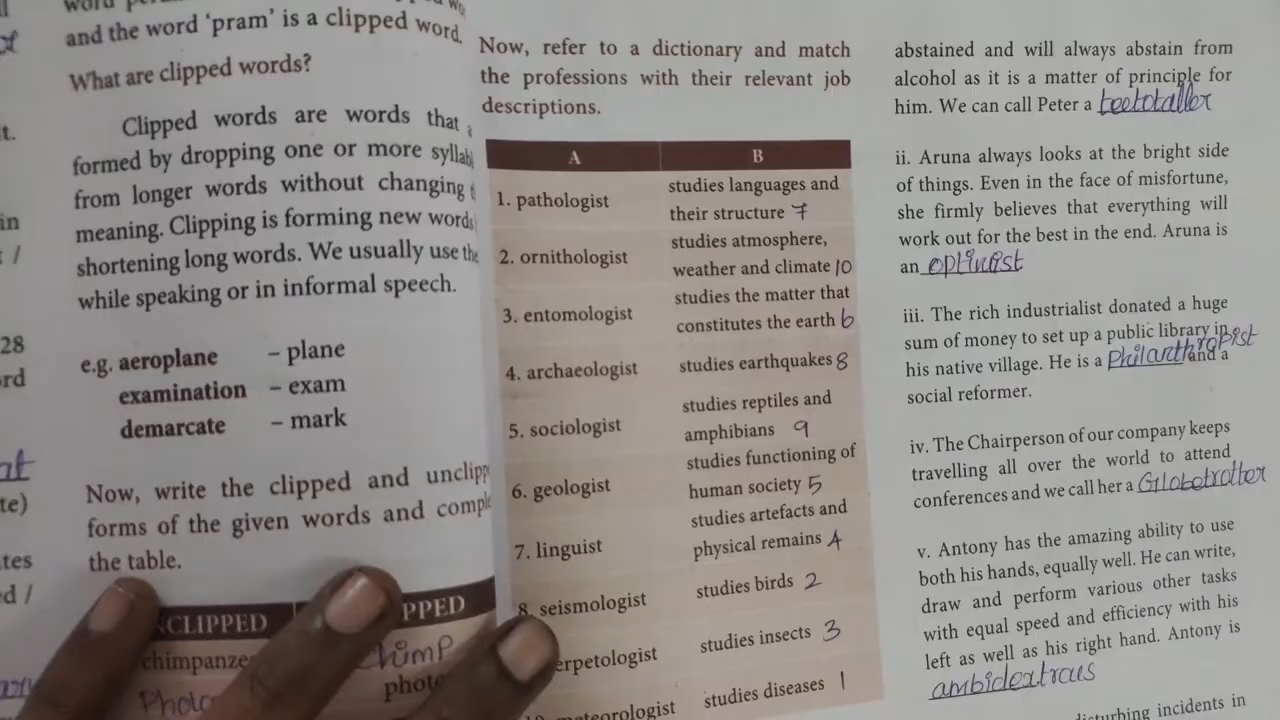 and the word ‘pram’ is a clipped word.
What are clipped words?
Clipped words are words that
formed by dropping one or more
from longer words without changing
meaning. Clipping is forming new words
shortening long words. We usually use
while speaking or in informal speech.
e.g. aeroplane – plane
examination – exam
demarcate – mark
Now, write the clipped and
forms of the given words and
the table.
Chimp
Now, refer to a dictionary and match
the professions with their relevant job
descriptions.
A B
1. pathologist
studies languages and
their structure 7
2. ornithologist
studies atmosphere,
weather and climate 10
3. entomologist
studies the matter that
constitutes the earth 6
4. archaeologist
studies earthquakes 8
5. sociologist
studies reptiles and
amphibians 9
6. geologist
studies functioning of
human society 5
7. linguist
studies artefacts and
physical remains 4
8. seismologist
studies birds 2
studies insects 3
studies diseases 1
abstained and will always abstain from
alcohol as it is a matter of principle for
him. We can call Peter a teetotaller
ii. Aruna always looks at the bright side
of things. Even in the face of misfortune,
she firmly believes that everything will
work out for the best in the end. Aruna is
an optimist
iii. The rich industrialist donated a huge
sum of money to set up a public library in
his native village. He is a Philanthropist and a
social reformer.
iv. The Chairperson of our company keeps
travelling all over the world to attend
conferences and we call her a Globetrotter
v. Antony has the amazing ability to use
both his hands, equally well. He can write,
draw and perform various other tasks
with equal speed and efficiency with his
left as well as his right hand. Antony is
ambidextrous
incidents in